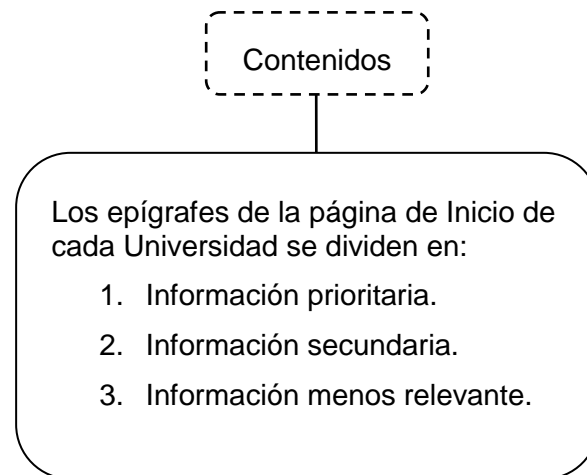 Contenidos
Los epígrafes de la página de Inicio de
cada Universidad se dividen en:
1. Información prioritaria.
2. Información secundaria.
3. Información menos relevante.